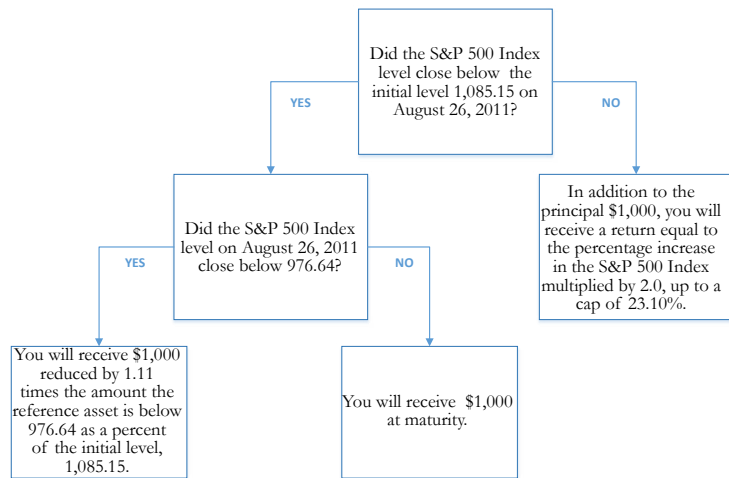 Did the S&P 500 Index
level close below the
initial level 1,085.15 on
August 26, 2011?
YES
NO
Did the S&P 500 Index
level on August 26, 2011
close below 976.64?
In addition to the
principal $1,000, you will
receive a return equal to
the percentage increase
in the S&P 500 Index
multiplied by 2.0, up to a
cap of 23.10%.
YES
NO
You will receive $1,000
reduced by 1.11
times the amount the
reference asset is below
976.64 as a percent
of the initial level,
1,085.15.
You will receive $1,000
at maturity.